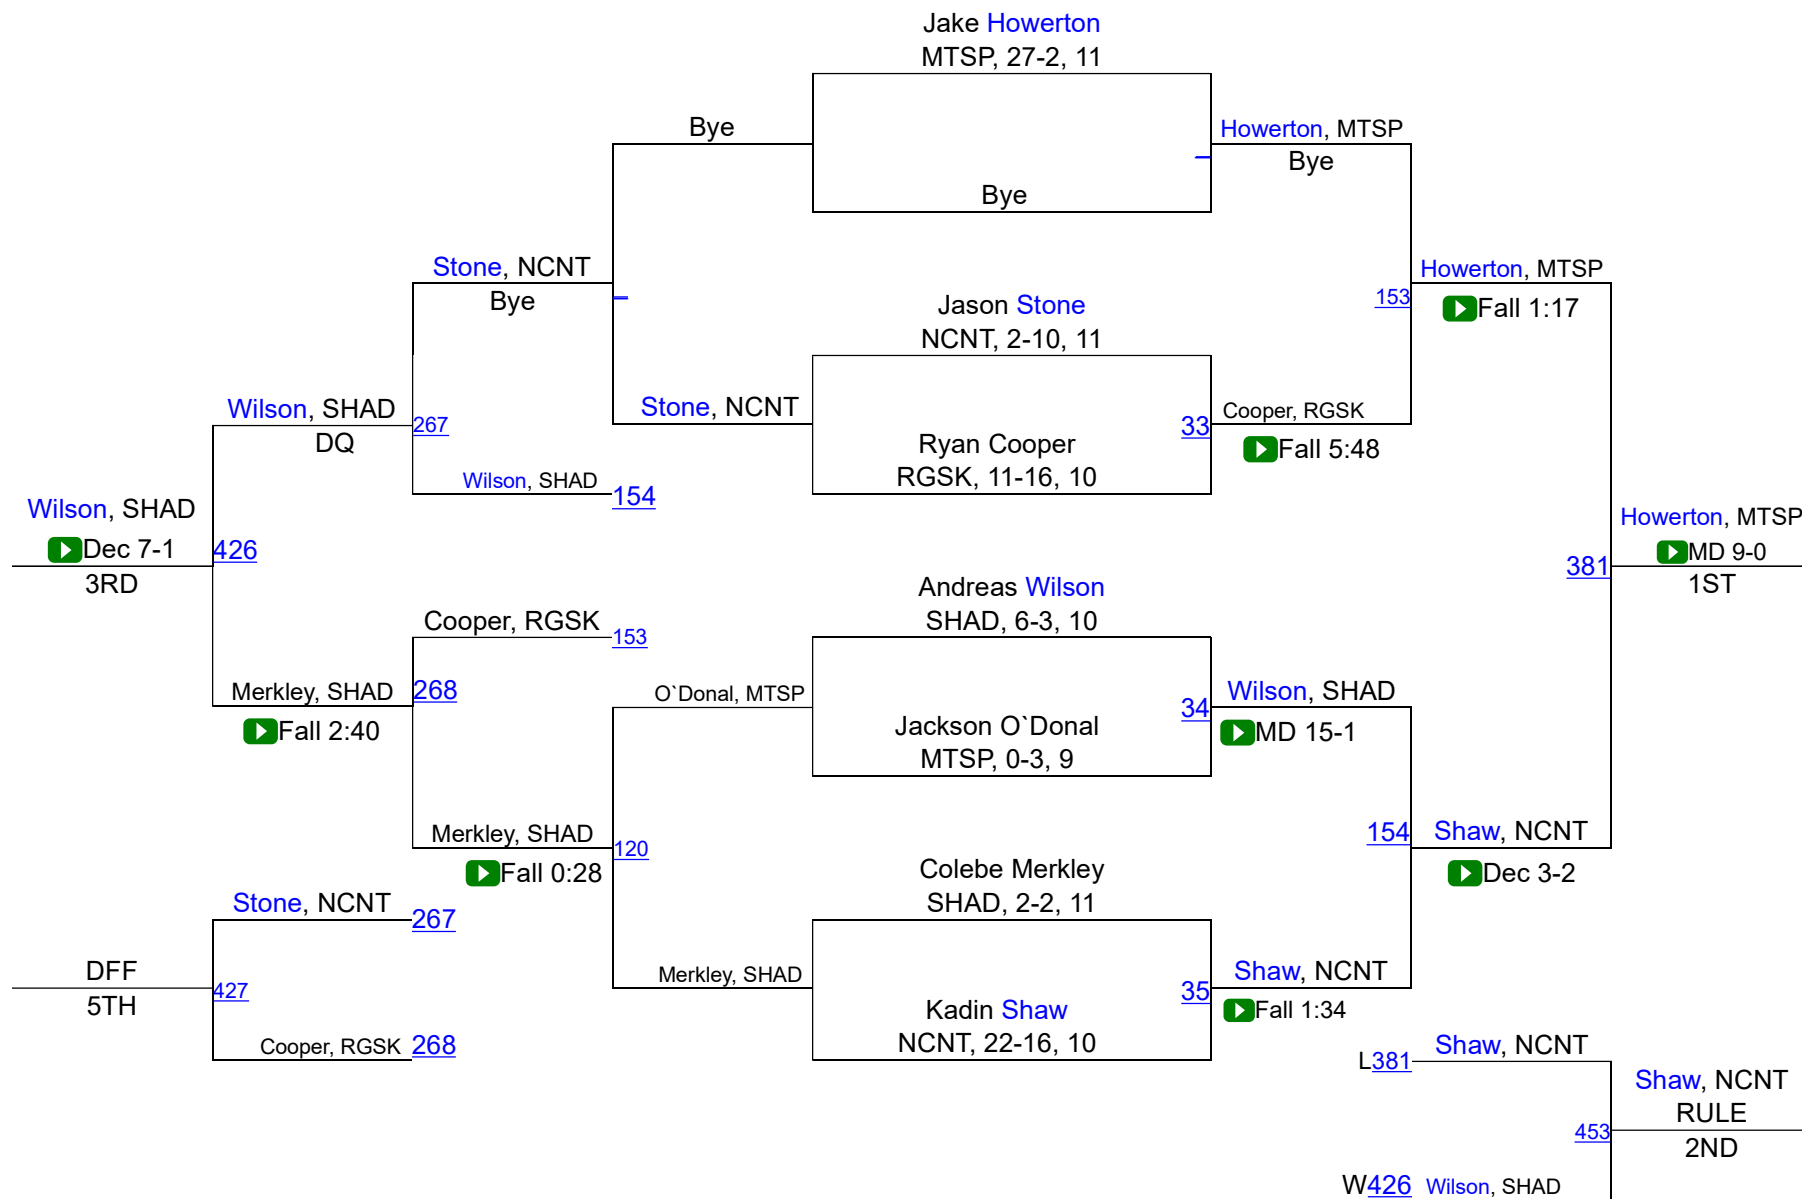 Jake Howerton
MTSP, 27-2, 11
Bye
Howerton, MTSP
Bye
Bye
Stone, NCNT
Bye
Howerton, MTSP
153
Fall 1:17
Jason Stone
NCNT, 2-10, 11
Wilson, SHAD
DQ
267
Stone, NCNT
33
Cooper, RGSK
Fall 5:48
Ryan Cooper
RGSK, 11-16, 10
Wilson, SHAD
154
Wilson, SHAD
Dec 7-1
3RD
426
Howerton, MTSP
MD 9-0
1ST
381
Andreas Wilson
SHAD, 6-3, 10
Cooper, RGSK
153
Merkley, SHAD
268
Fall 2:40
O`Donal, MTSP
34
Wilson, SHAD
MD 15-1
Jackson O`Donal
MTSP, 0-3, 9
Merkley, SHAD
120
Fall 0:28
154
Shaw, NCNT
Dec 3-2
Colebe Merkley
SHAD, 2-2, 11
Stone, NCNT
267
DFF
5TH
427
Merkley, SHAD
35
Shaw, NCNT
Fall 1:34
Kadin Shaw
NCNT, 22-16, 10
Cooper, RGSK
268
L381
Shaw, NCNT
Shaw, NCNT
RULE
2ND
453
W426
Wilson, SHAD